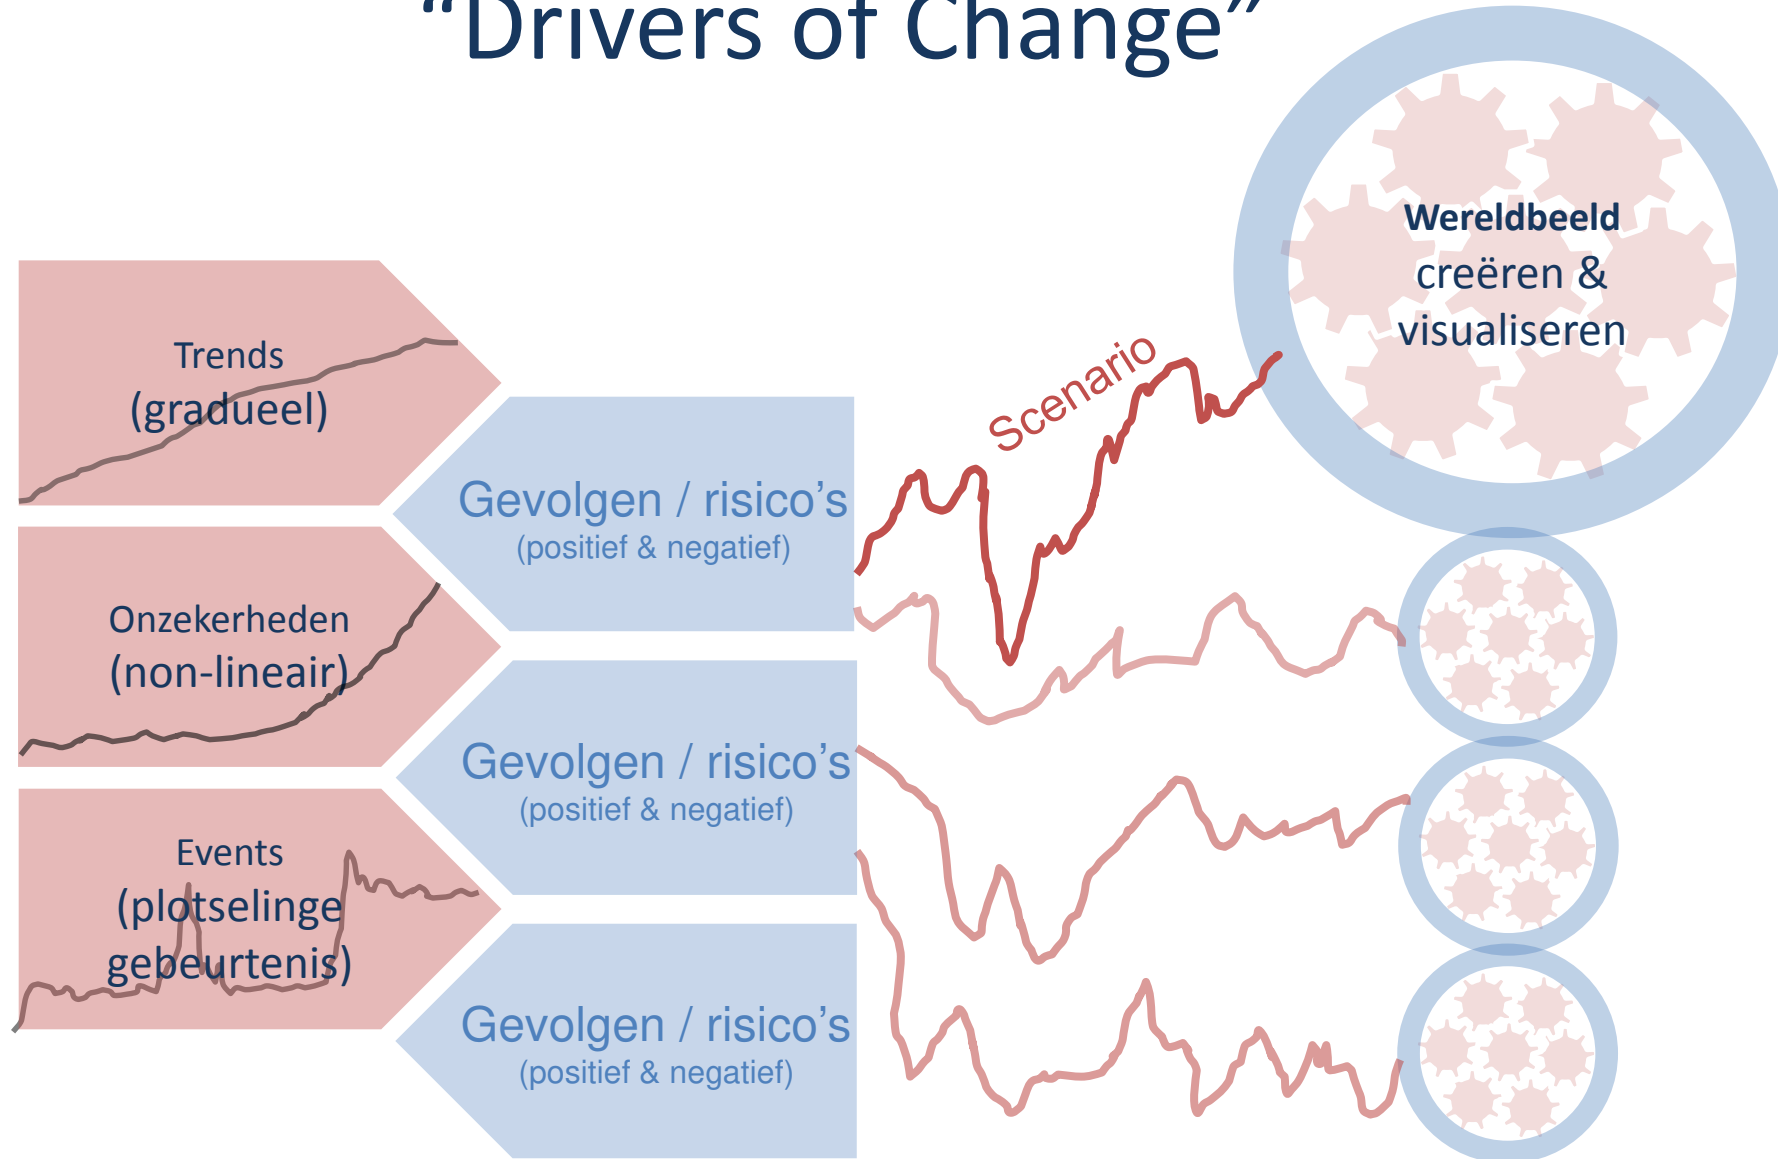 “Drivers of Change”
Wereldbeeld
creëren &
visualiseren
Scenario
Trends
(gradueel)
Gevolgen / risico’s
(positief & negatief)
Onzekerheden
(non-lineair)
Gevolgen / risico’s
(positief & negatief)
Events
(plotselinge
gebeurtenis)
Gevolgen / risico’s
(positief & negatief)